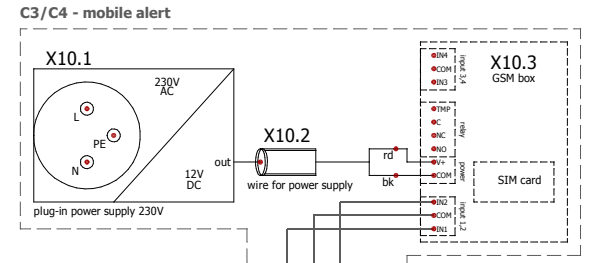 C3/C4 - mobile alert
X10.1
230V
AC
L
PE
N
12V
DC
plug-in power supply 230V
out
X10.2
wire for power supply
rd
bk
X10.3
GSM box
IN4
COM
IN3
input 3,4
TMP
C
NC
NO
relay
V+
COM
power
SIM card
IN2
COM
IN1
input 1,2